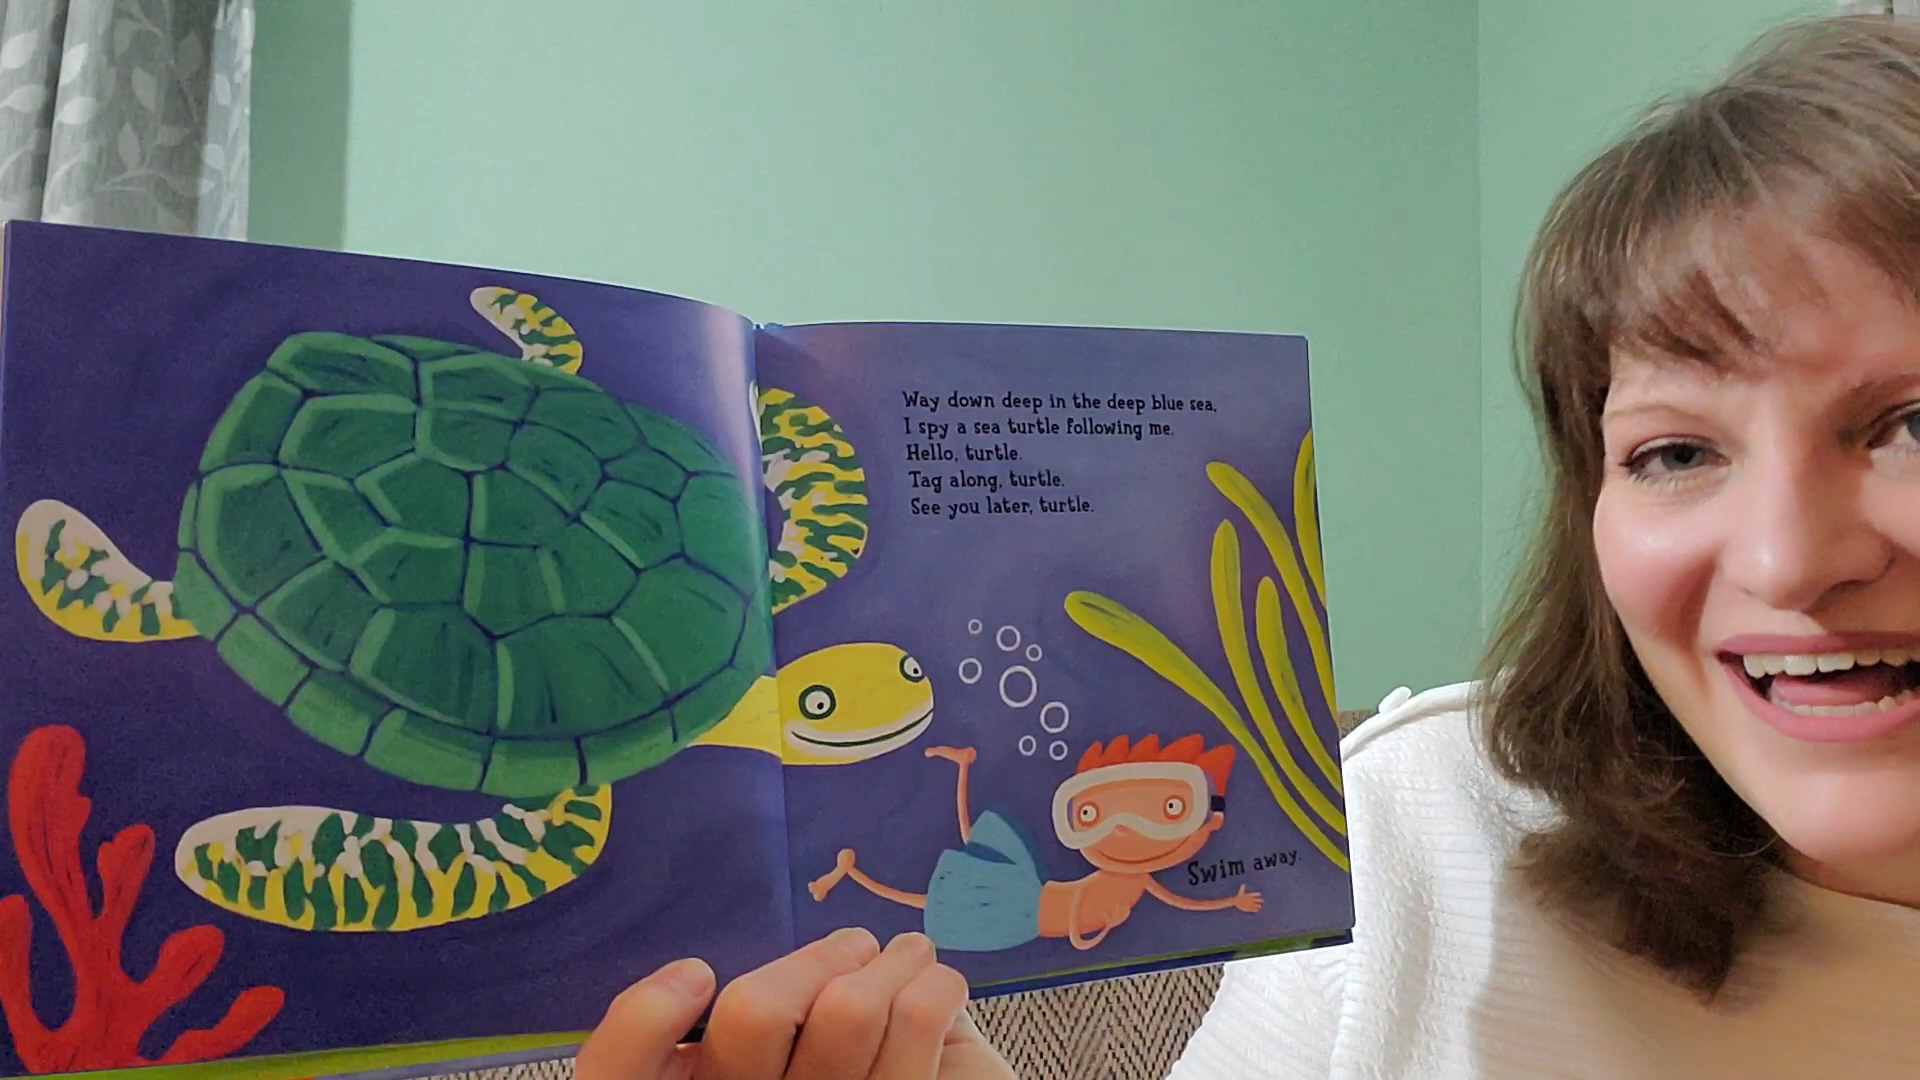 Way down deep in the deep blue sea,
I spy a sea turtle following me.
Hello, turtle.
Tag along, turtle.
See you later, turtle.
Swim away.